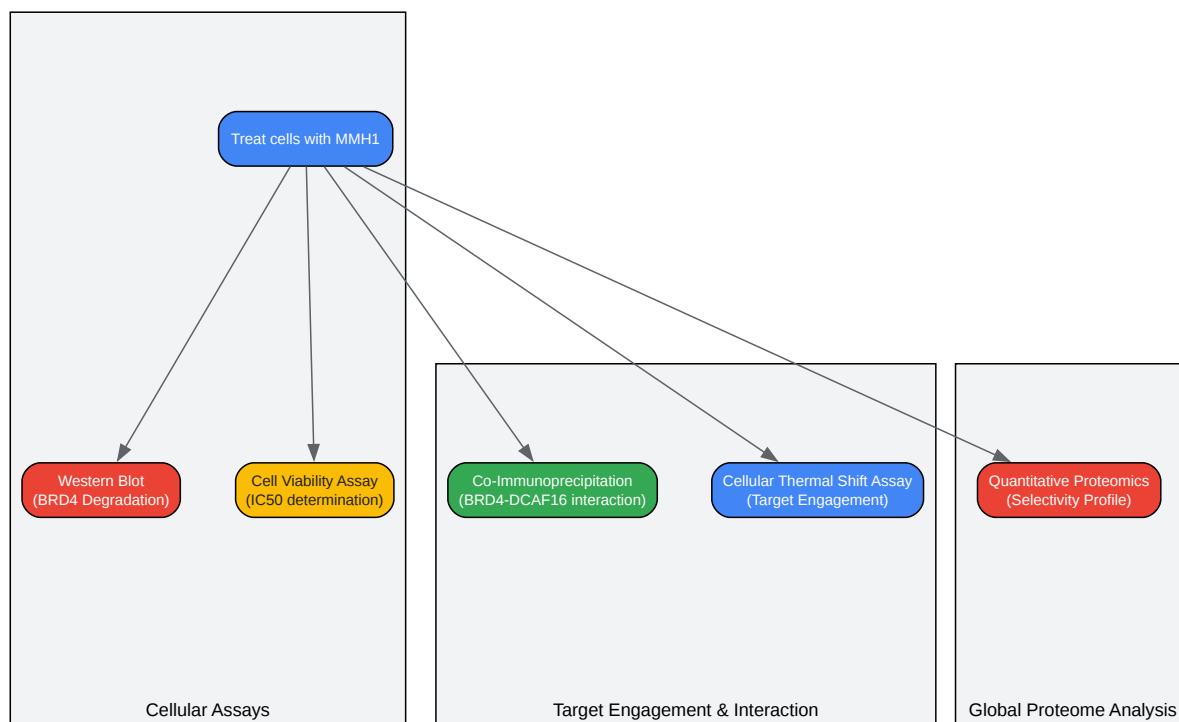 Treat cells with MMH1
Western Blot
(BRD4 Degradation)
Cell Viability Assay
(IC50 determination)
Co-Immunoprecipitation
(BRD4-DCAF16 interaction)
Cellular Thermal Shift Assay
(Target Engagement)
Quantitative Proteomics
(Selectivity Profile)
Cellular Assays
Target Engagement & Interaction
Global Proteome Analysis